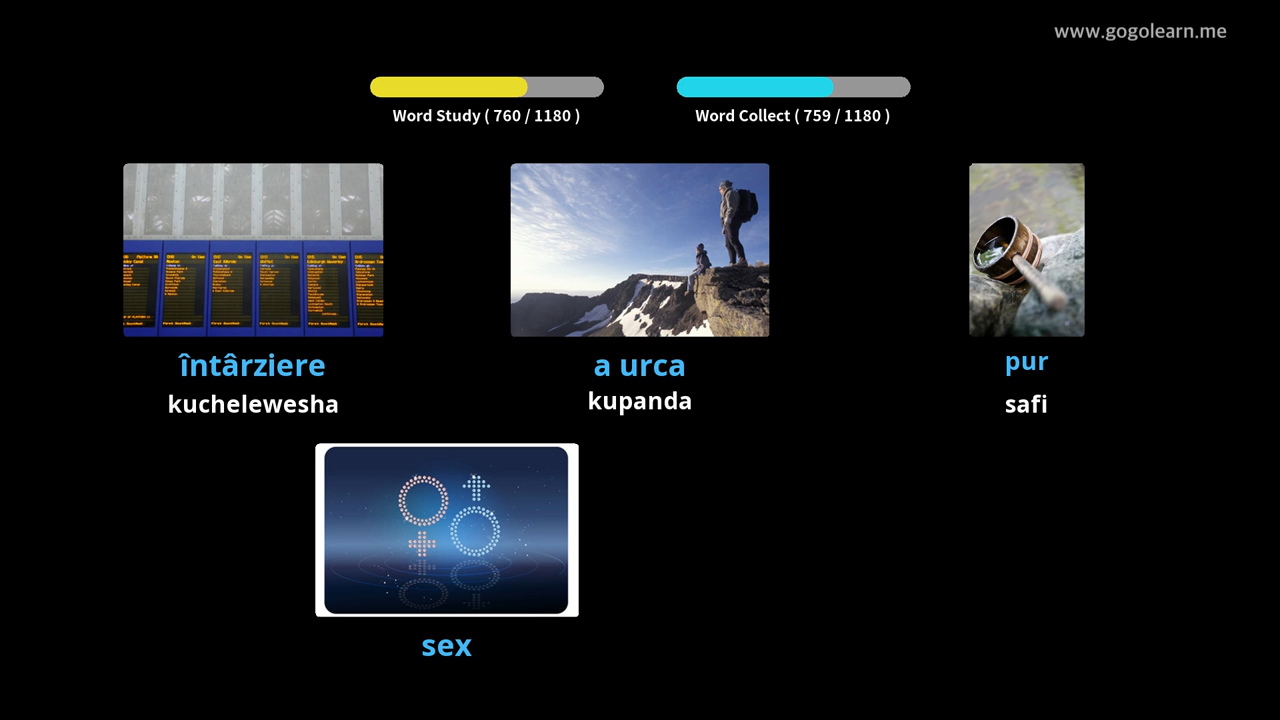 www.gogolearn.me
Word Study ( 760 / 1180 )
Word Collect ( 759 / 1180 )
întârziere
kuchelewesha
a urca
kupanda
pur
safi
sex